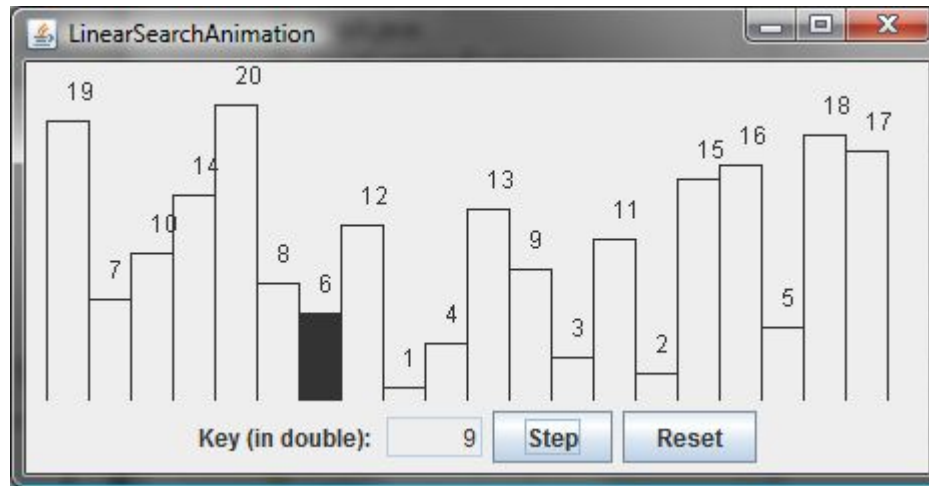 LinearSearchAnimation
19 7 10 14 20 8 6 12 1 4 13 9 3 11 2 15 16 5 18 17
Key (in double): 9 Step Reset